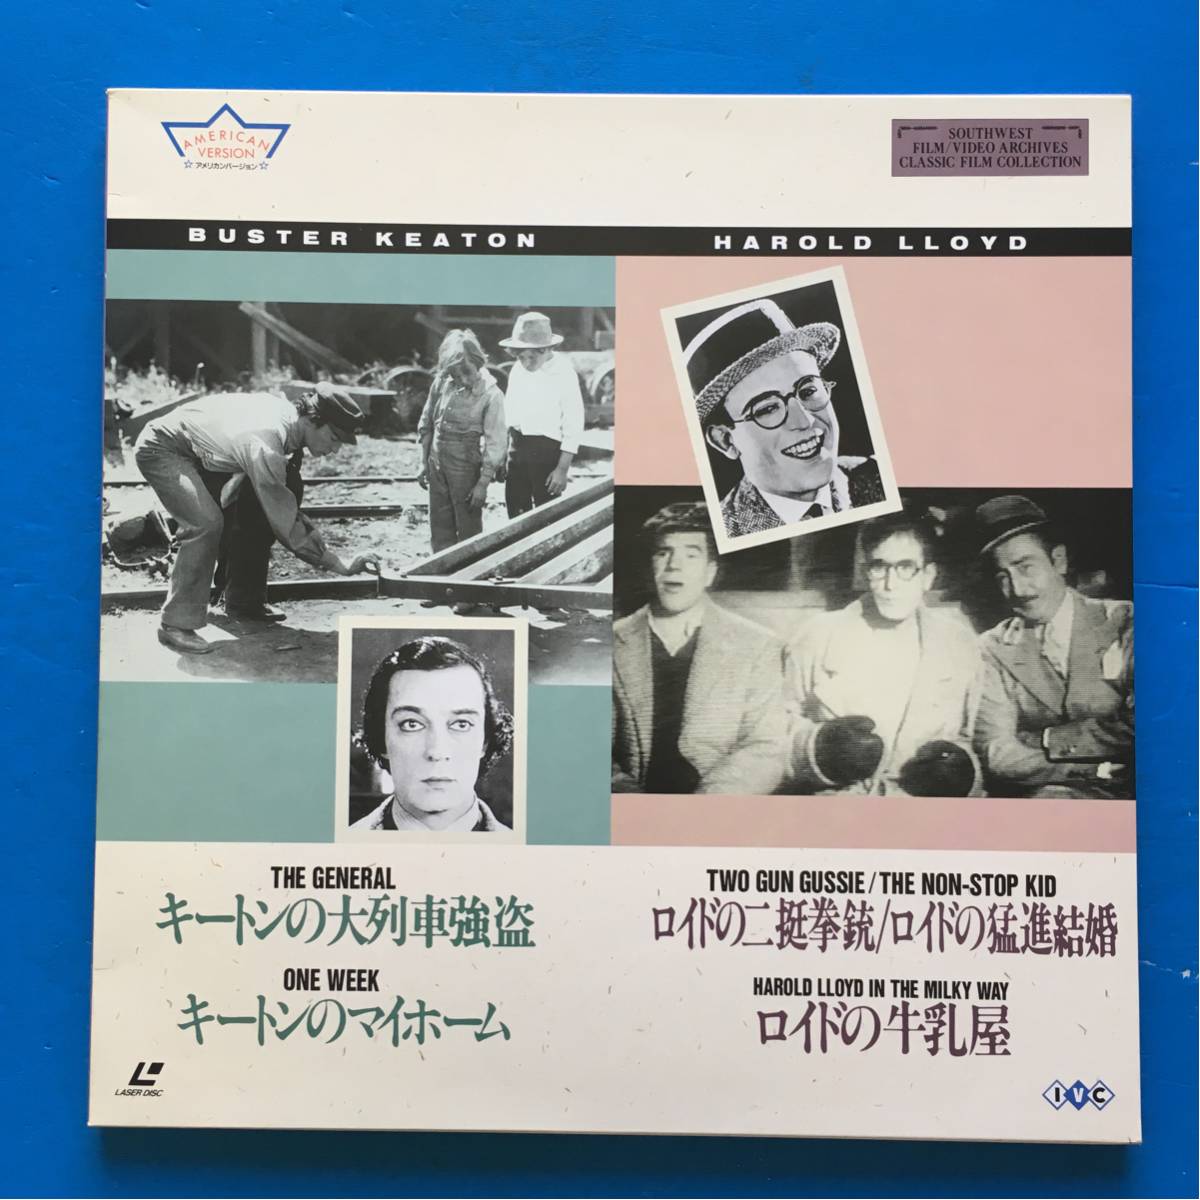 AMERICAN
VERSION
☆アメリカンバージョン☆
SOUTHWEST
FILM/VIDEO ARCHIVES
CLASSIC FILM COLLECTION
BUSTER KEATON
HAROLD LLOYD
THE GENERAL
キートンの大列車強盗
ONE WEEK
キートンのマイホーム
TWO GUN GUSSIE/THE NON-STOP KID
ロイドの二挺拳銃/ロイドの猛進結婚
HAROLD LLOYD IN THE MILKY WAY
ロイドの牛乳屋
LASER DISC
IVC